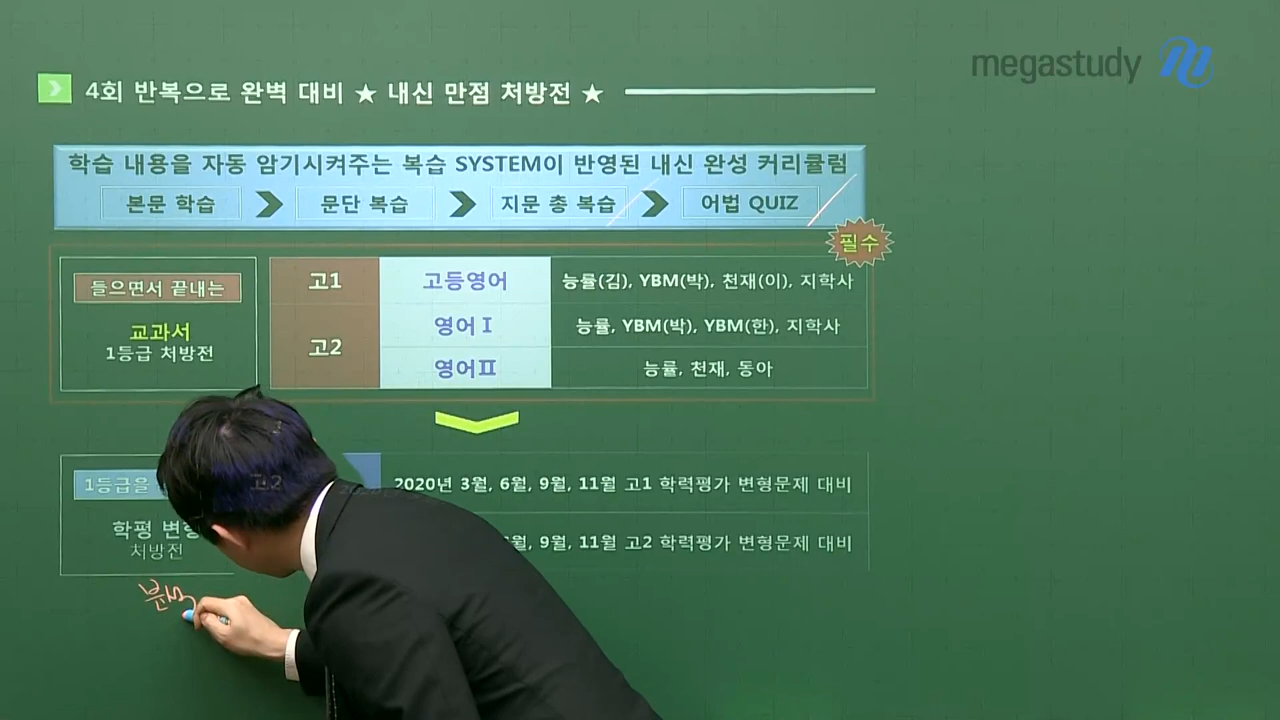 megastudy
4회 반복으로 완벽 대비 ★ 내신 만점 처방전 ★
학습 내용을 자동 암기시켜주는 복습 SYSTEM이 반영된 내신 완성 커리큘럼
본문 학습 문단 복습 지문 총 복습 어법 QUIZ
필수
들으면서 끝내는
교과서
1등급 처방전
고1 고등영어 능률(김), YBM(박), 천재(이), 지학사
고2 영어Ⅰ 능률, YBM(박), YBM(한), 지학사
영어Ⅱ 능률, 천재, 동아
1등급을
학평 변형
처방전
2020년 3월, 6월, 9월, 11월 고1 학력평가 변형문제 대비
고2 월, 9월, 11월 고2 학력평가 변형문제 대비